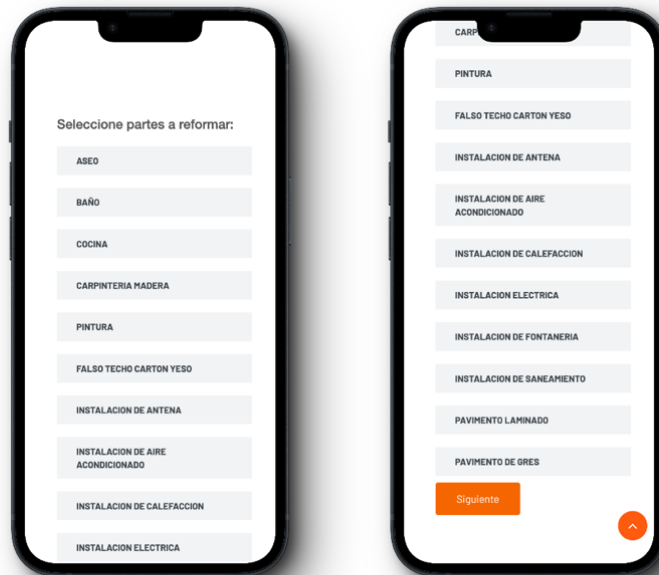 Seleccione partes a reformar:
ASEO
BAÑO
COCINA
CARPINTERIA MADERA
PINTURA
FALSO TECHO CARTON YESO
INSTALACION DE ANTENA
INSTALACION DE AIRE
ACONDICIONADO
INSTALACION DE CALEFACCION
INSTALACION ELECTRICA
PINTURA
FALSO TECHO CARTON YESO
INSTALACION DE ANTENA
INSTALACION DE AIRE
ACONDICIONADO
INSTALACION DE CALEFACCION
INSTALACION ELECTRICA
INSTALACION DE FONTANERIA
INSTALACION DE SANEAMIENTO
PAVIMENTO LAMINADO
PAVIMENTO DE GRES
Siguiente